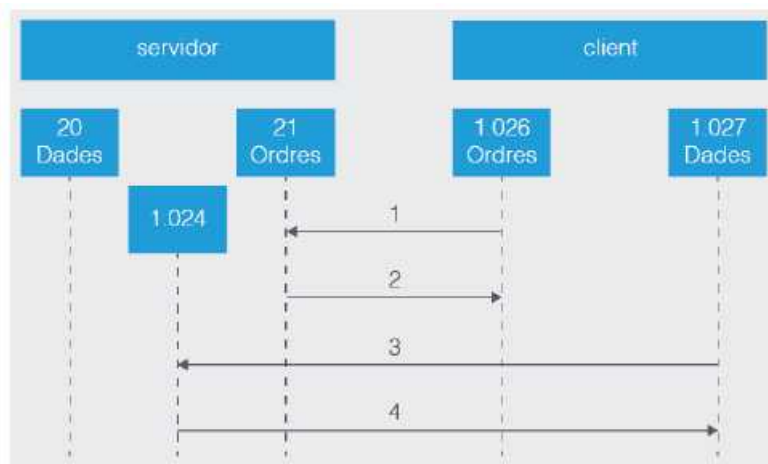 servidor
client
20
Dades
21
Ordres
1.026
Ordres
1.027
Dades
1.024
1
2
3
4